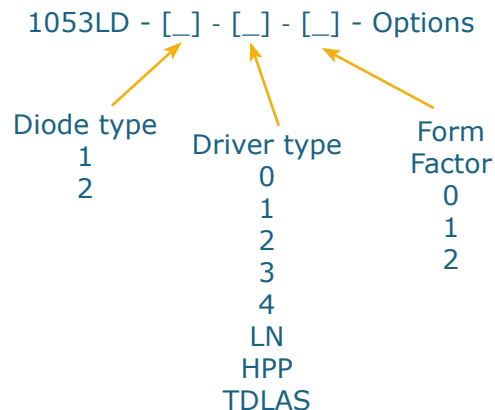 1053LD - [_] - [_] - [_] - Options
Diode type
1
2
Driver type
0
1
2
3
4
LN
HPP
TDLAS
Form
Factor
0
1
2